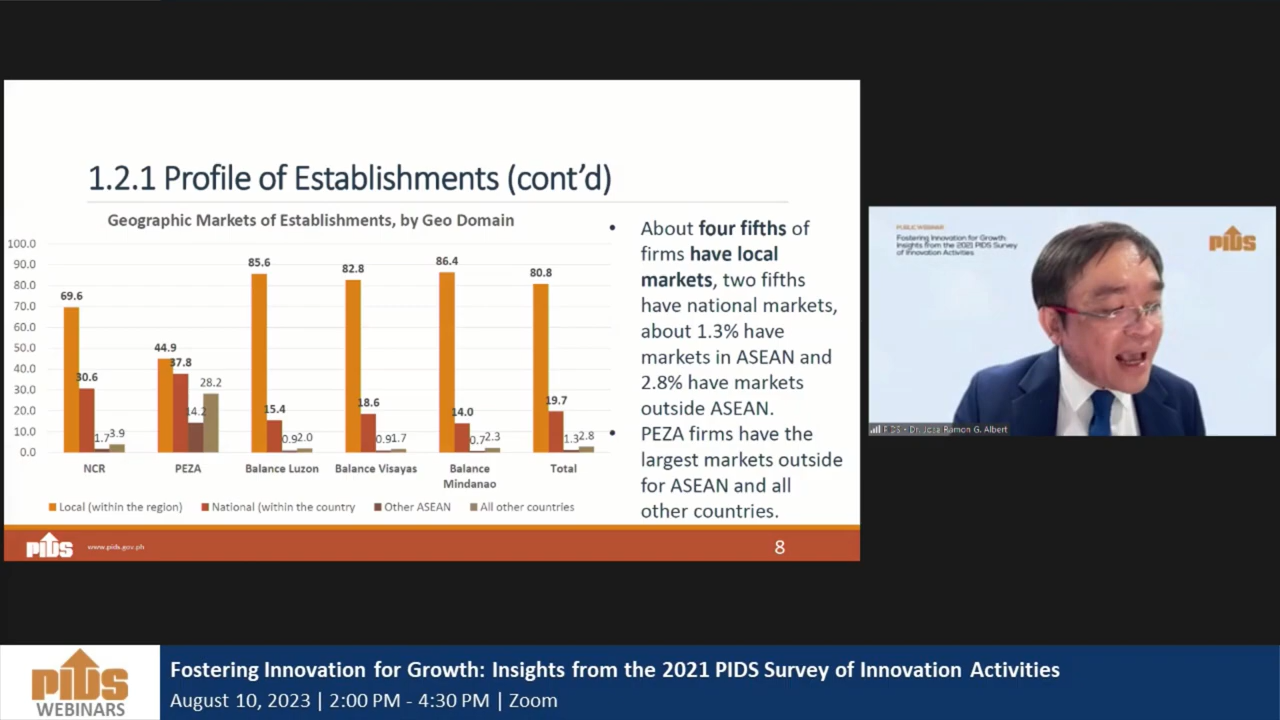 1.2.1 Profile of Establishments (cont’d)
Geographic Markets of Establishments, by Geo Domain
100.0
90.0
80.0
70.0
60.0
50.0
40.0
30.0
20.0
10.0
0.0
69.6
30.6
1.7
3.9
44.9
37.8
14.2
28.2
85.6
15.4
0.9
2.0
82.8
18.6
0.9
1.7
86.4
14.0
0.7
2.3
80.8
19.7
1.3
2.8
NCR
PEZA
Balance Luzon
Balance Visayas
Balance
Mindanao
Total
Local (within the region)
National (within the country
Other ASEAN
All other countries
• About four fifths of
firms have local
markets, two fifths
have national markets,
about 1.3% have
markets in ASEAN and
2.8% have markets
outside ASEAN.
• PEZA firms have the
largest markets outside
for ASEAN and all
other countries.
PIDS
www.pids.gov.ph
8
PUBLIC WEBINAR
Fostering Innovation for Growth:
Insights from the 2021 PIDS Survey
of Innovation Activities
PIDS
PIDS - Dr. Jose Ramon G. Albert
PIDS
WEBINARS
Fostering Innovation for Growth: Insights from the 2021 PIDS Survey of Innovation Activities
August 10, 2023 | 2:00 PM - 4:30 PM | Zoom